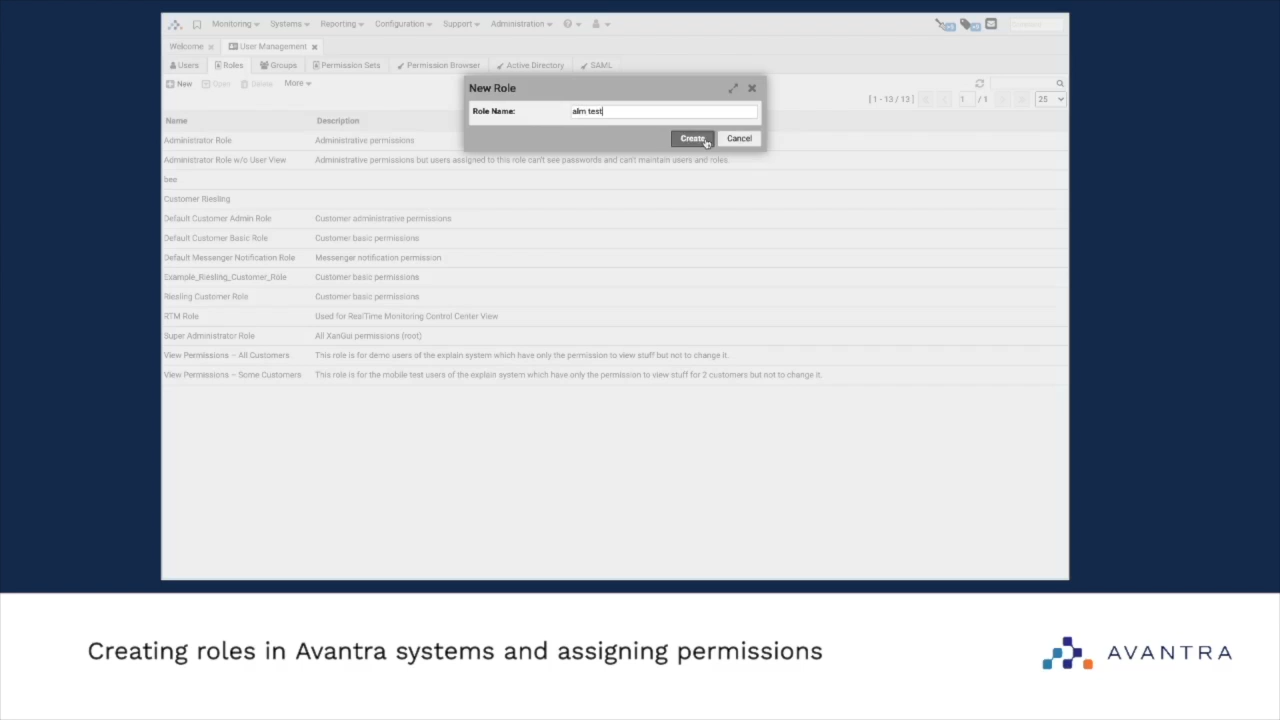 Monitoring Systems Reporting Configuration Support Administration
Welcome User Management
Users Roles Groups Permission Sets Permission Browser Active Directory SAML
New Open Delete More
[ 1 - 13 / 13 ] 1 / 1 25
New Role
Role Name: alm test
Create Cancel
Name Description
Administrator Role Administrative permissions
Administrator Role w/o User View Administrative permissions but users assigned to this role can't see passwords and can't maintain users and roles.
bee
Customer Riesling
Default Customer Admin Role Customer administrative permissions
Default Customer Basic Role Customer basic permissions
Default Messenger Notification Role Messenger notification permission
Example_Riesling_Customer_Role Customer basic permissions
Riesling Customer Role Customer basic permissions
RTM Role Used for RealTime Monitoring Control Center View
Super Administrator Role All XanGui permissions (root)
View Permissions – All Customers This role is for demo users of the explain system which have only the permission to view stuff but not to change it.
View Permissions – Some Customers This role is for the mobile test users of the explain system which have only the permission to view stuff for 2 customers but not to change it.
Creating roles in Avantra systems and assigning permissions
AVANTRA